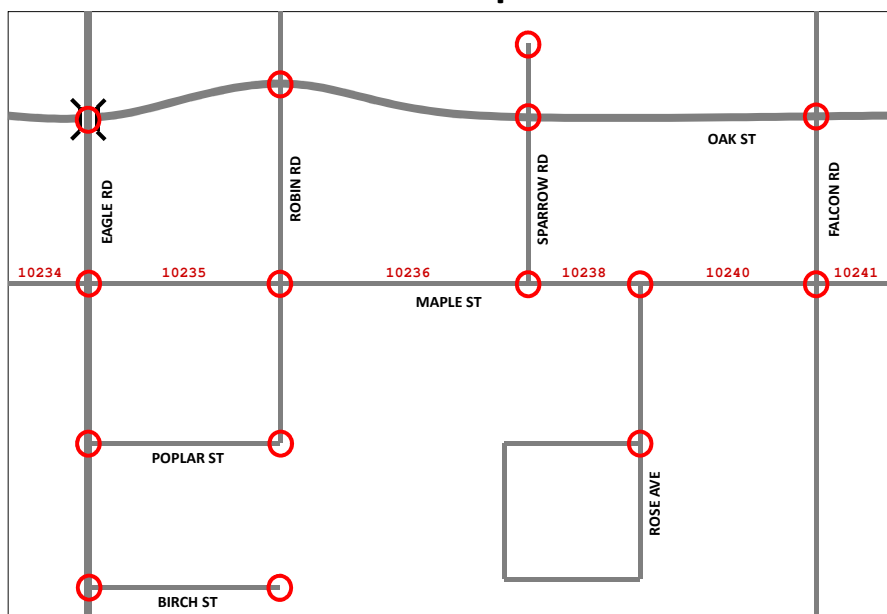 OAK ST
EAGLE RD
ROBIN RD
SPARROW RD
FALCON RD
10234
10235
10236
10238
10240
10241
MAPLE ST
POPLAR ST
ROSE AVE
BIRCH ST